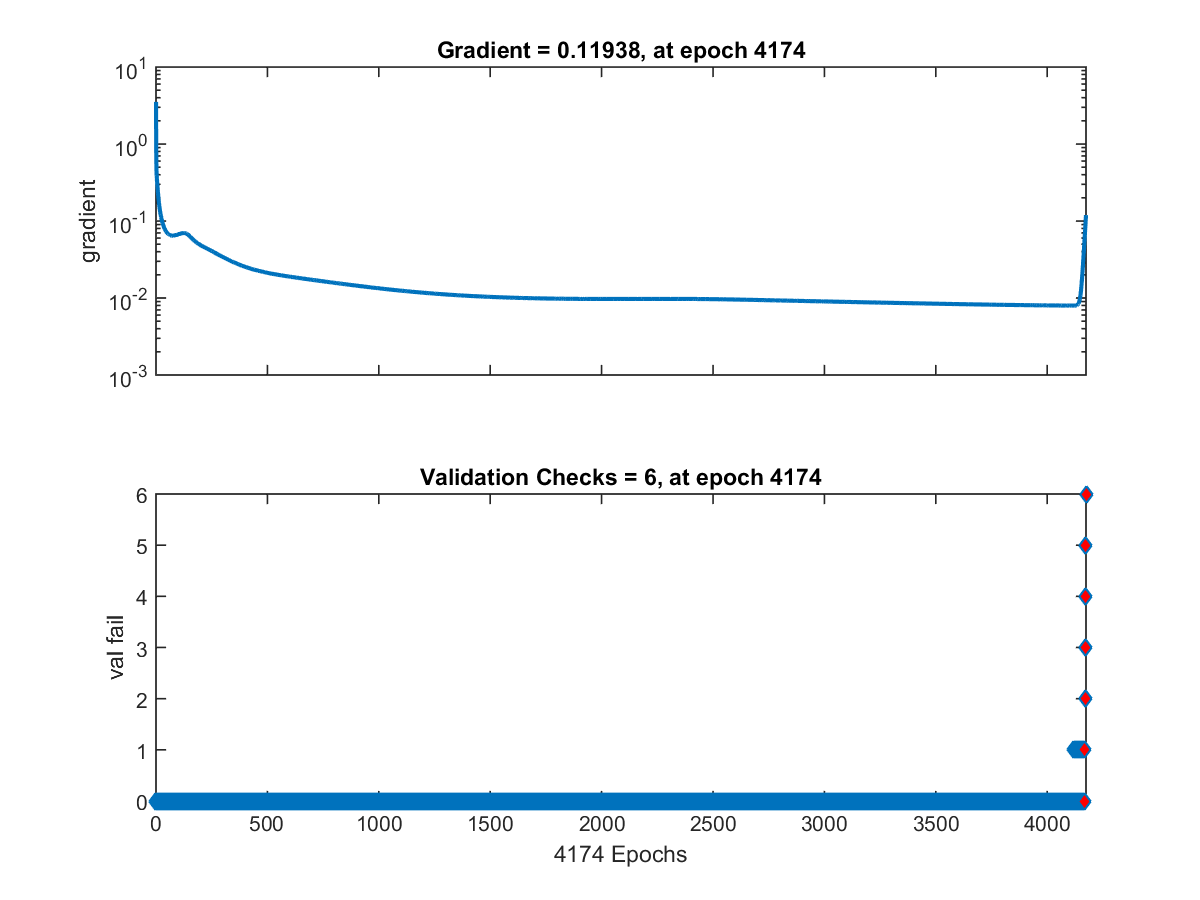 Gradient = 0.11938, at epoch 4174
10^1
10^0
10^-1
10^-2
10^-3
gradient
Validation Checks = 6, at epoch 4174
6
5
4
3
2
1
0
val fail
0 500 1000 1500 2000 2500 3000 3500 4000
4174 Epochs